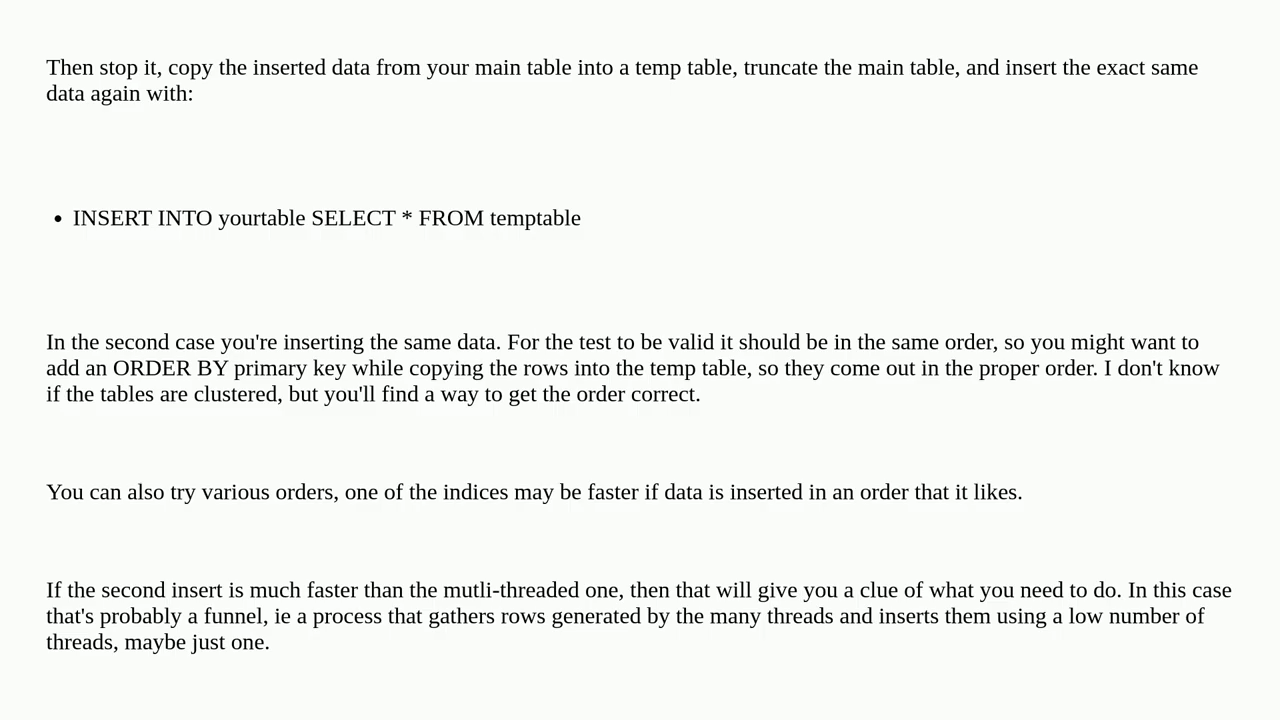 Then stop it, copy the inserted data from your main table into a temp table, truncate the main table, and insert the exact same
data again with:
• INSERT INTO yourtable SELECT * FROM temptable
In the second case you're inserting the same data. For the test to be valid it should be in the same order, so you might want to
add an ORDER BY primary key while copying the rows into the temp table, so they come out in the proper order. I don't know
if the tables are clustered, but you'll find a way to get the order correct.
You can also try various orders, one of the indices may be faster if data is inserted in an order that it likes.
If the second insert is much faster than the mutli-threaded one, then that will give you a clue of what you need to do. In this case
that's probably a funnel, ie a process that gathers rows generated by the many threads and inserts them using a low number of
threads, maybe just one.